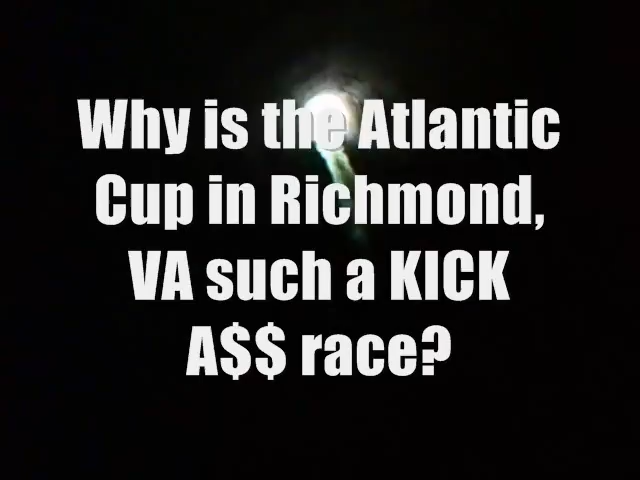 Why is the Atlantic
Cup in Richmond,
VA such a KICK
A$$ race?